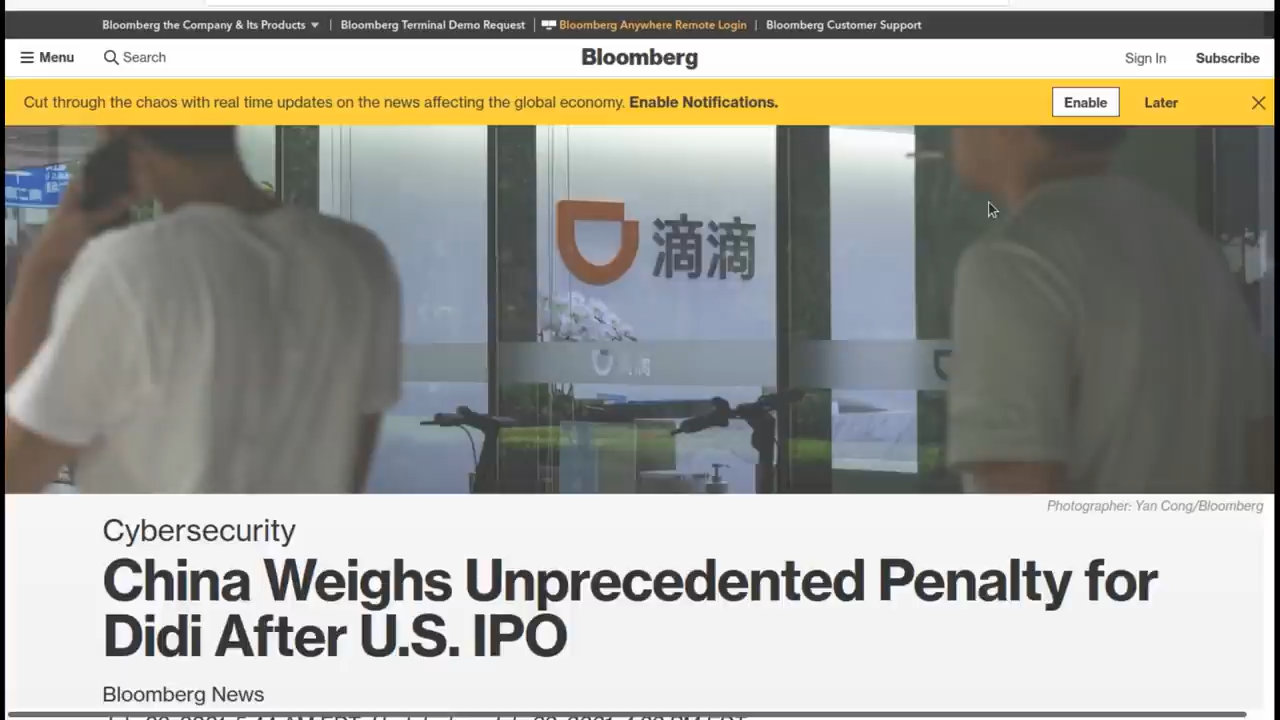 Bloomberg the Company & Its Products ▼ | Bloomberg Terminal Demo Request | Bloomberg Anywhere Remote Login | Bloomberg Customer Support
Menu Search Bloomberg Sign In Subscribe
Cut through the chaos with real time updates on the news affecting the global economy. Enable Notifications. Enable Later
滴滴
Photographer: Yan Cong/Bloomberg
Cybersecurity
China Weighs Unprecedented Penalty for
Didi After U.S. IPO
Bloomberg News